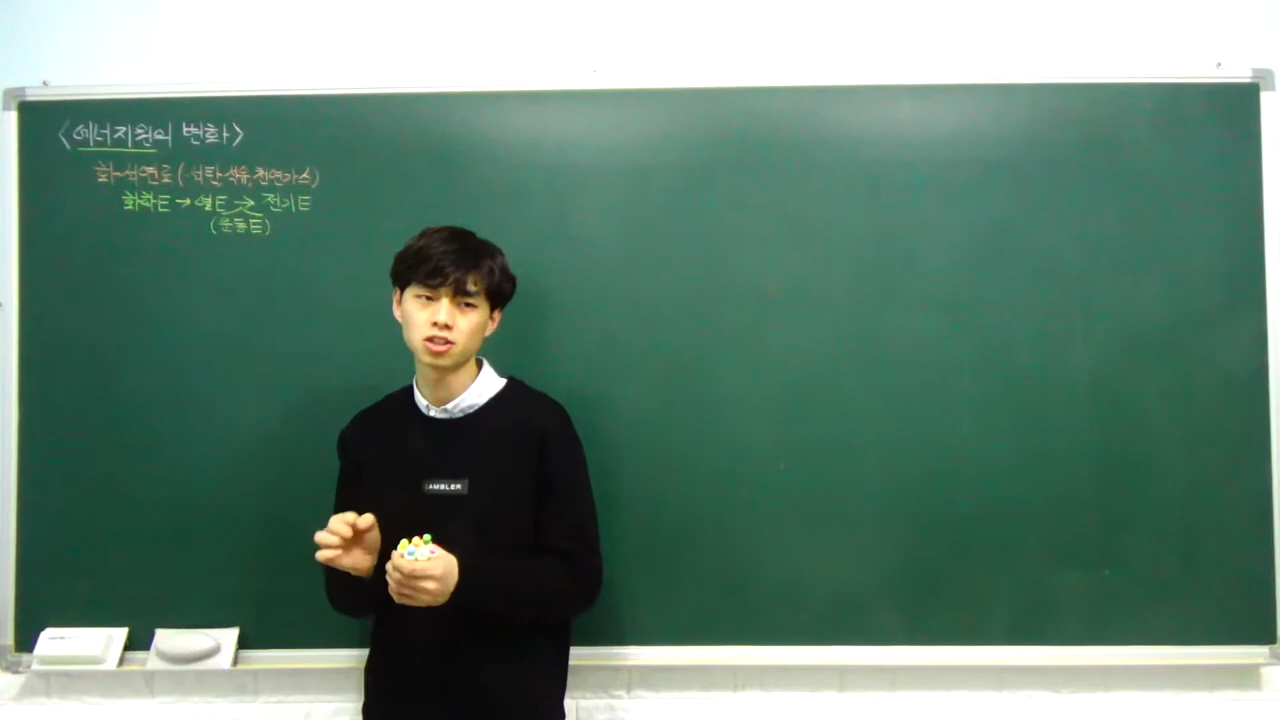 <에너지원의 변화>
화석연료(석탄, 석유, 천연가스)
화학E → 열E → 전기E
(운동E)
AMBLER